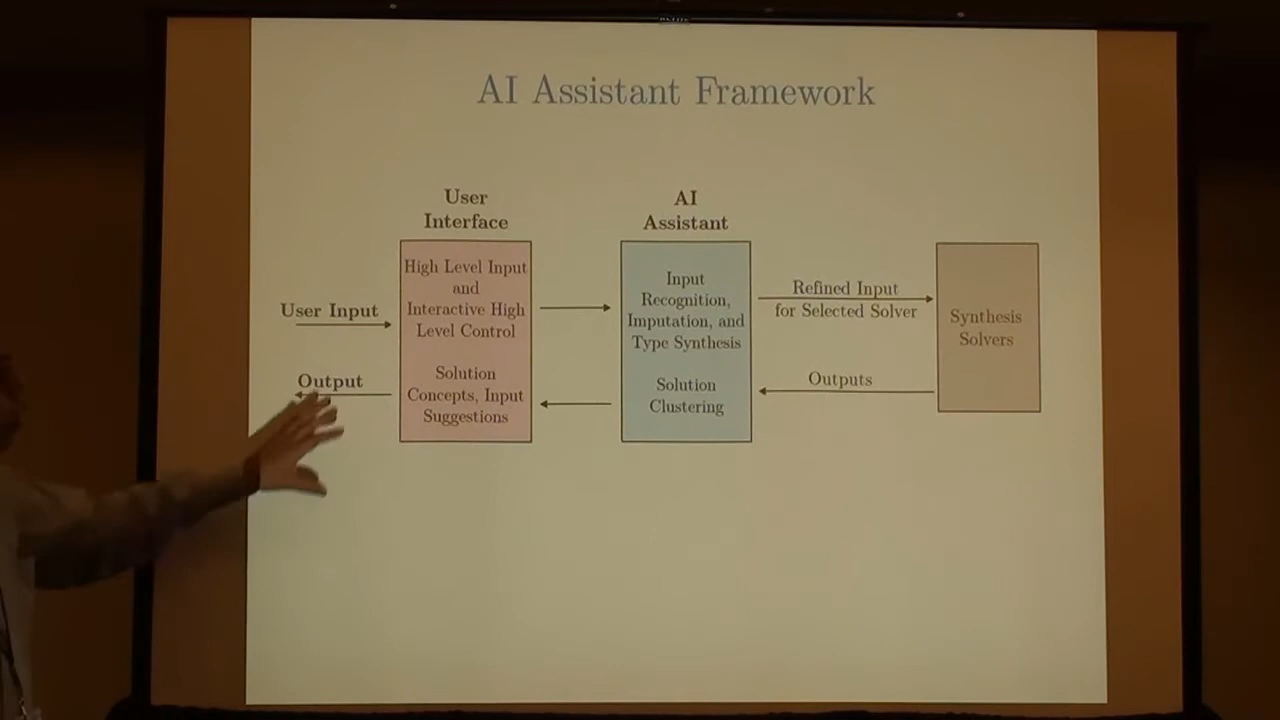 AI Assistant Framework
User
Interface
AI
Assistant
User Input
Output
High Level Input
and
Interactive High
Level Control
Solution
Concepts, Input
Suggestions
Input
Recognition,
Imputation, and
Type Synthesis
Solution
Clustering
Refined Input
for Selected Solver
Outputs
Synthesis
Solvers